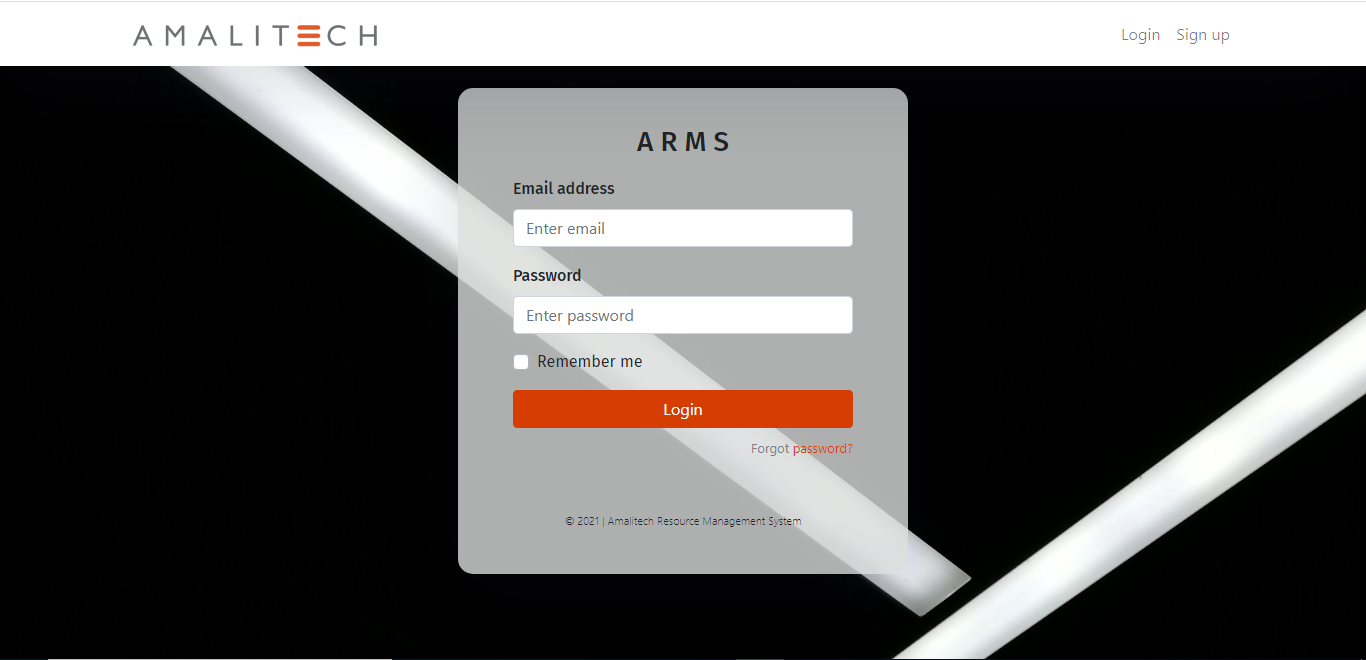 AMALITECH
Login Sign up
ARMS
Email address
Enter email
Password
Enter password
Remember me
Login
Forgot password?
© 2021 | Amalitech Resource Management System